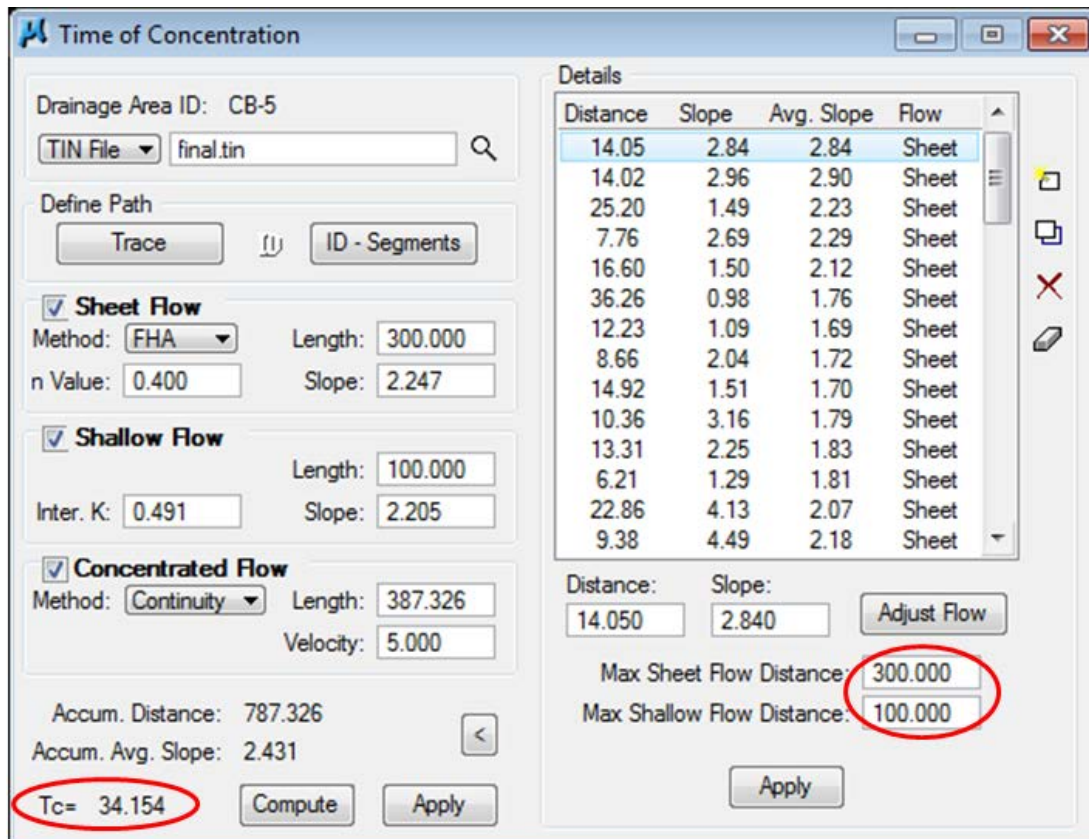 Time of Concentration
Drainage Area ID: CB-5
TIN File final.tin
Define Path
Trace ID - Segments
Sheet Flow
Method: FHA Length: 300.000
n Value: 0.400 Slope: 2.247
Shallow Flow
Length: 100.000
Inter. K: 0.491 Slope: 2.205
Concentrated Flow
Method: Continuity Length: 387.326
Velocity: 5.000
Accum. Distance: 787.326
Accum. Avg. Slope: 2.431
<
Tc= 34.154 Compute Apply
Details
Distance Slope Avg. Slope Flow
14.05 2.84 2.84 Sheet
14.02 2.96 2.90 Sheet
25.20 1.49 2.23 Sheet
7.76 2.69 2.29 Sheet
16.60 1.50 2.12 Sheet
36.26 0.98 1.76 Sheet
12.23 1.09 1.69 Sheet
8.66 2.04 1.72 Sheet
14.92 1.51 1.70 Sheet
10.36 3.16 1.79 Sheet
13.31 2.25 1.83 Sheet
6.21 1.29 1.81 Sheet
22.86 4.13 2.07 Sheet
9.38 4.49 2.18 Sheet
Distance: Slope:
14.050 2.840 Adjust Flow
Max Sheet Flow Distance: 300.000
Max Shallow Flow Distance: 100.000
Apply